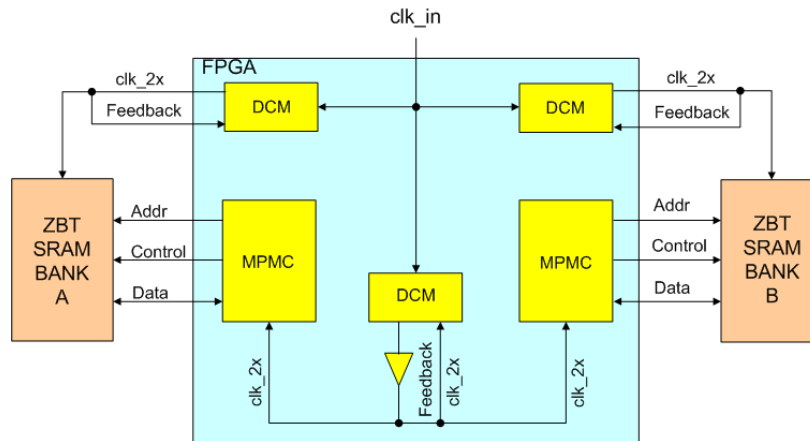 clk_in
FPGA
clk_2x
clk_2x
DCM
DCM
Feedback
Feedback
ZBT
SRAM
BANK
A
Addr
Control
Data
MPMC
MPMC
Addr
Control
Data
ZBT
SRAM
BANK
B
DCM
clk_2x
Feedback
clk_2x
clk_2x